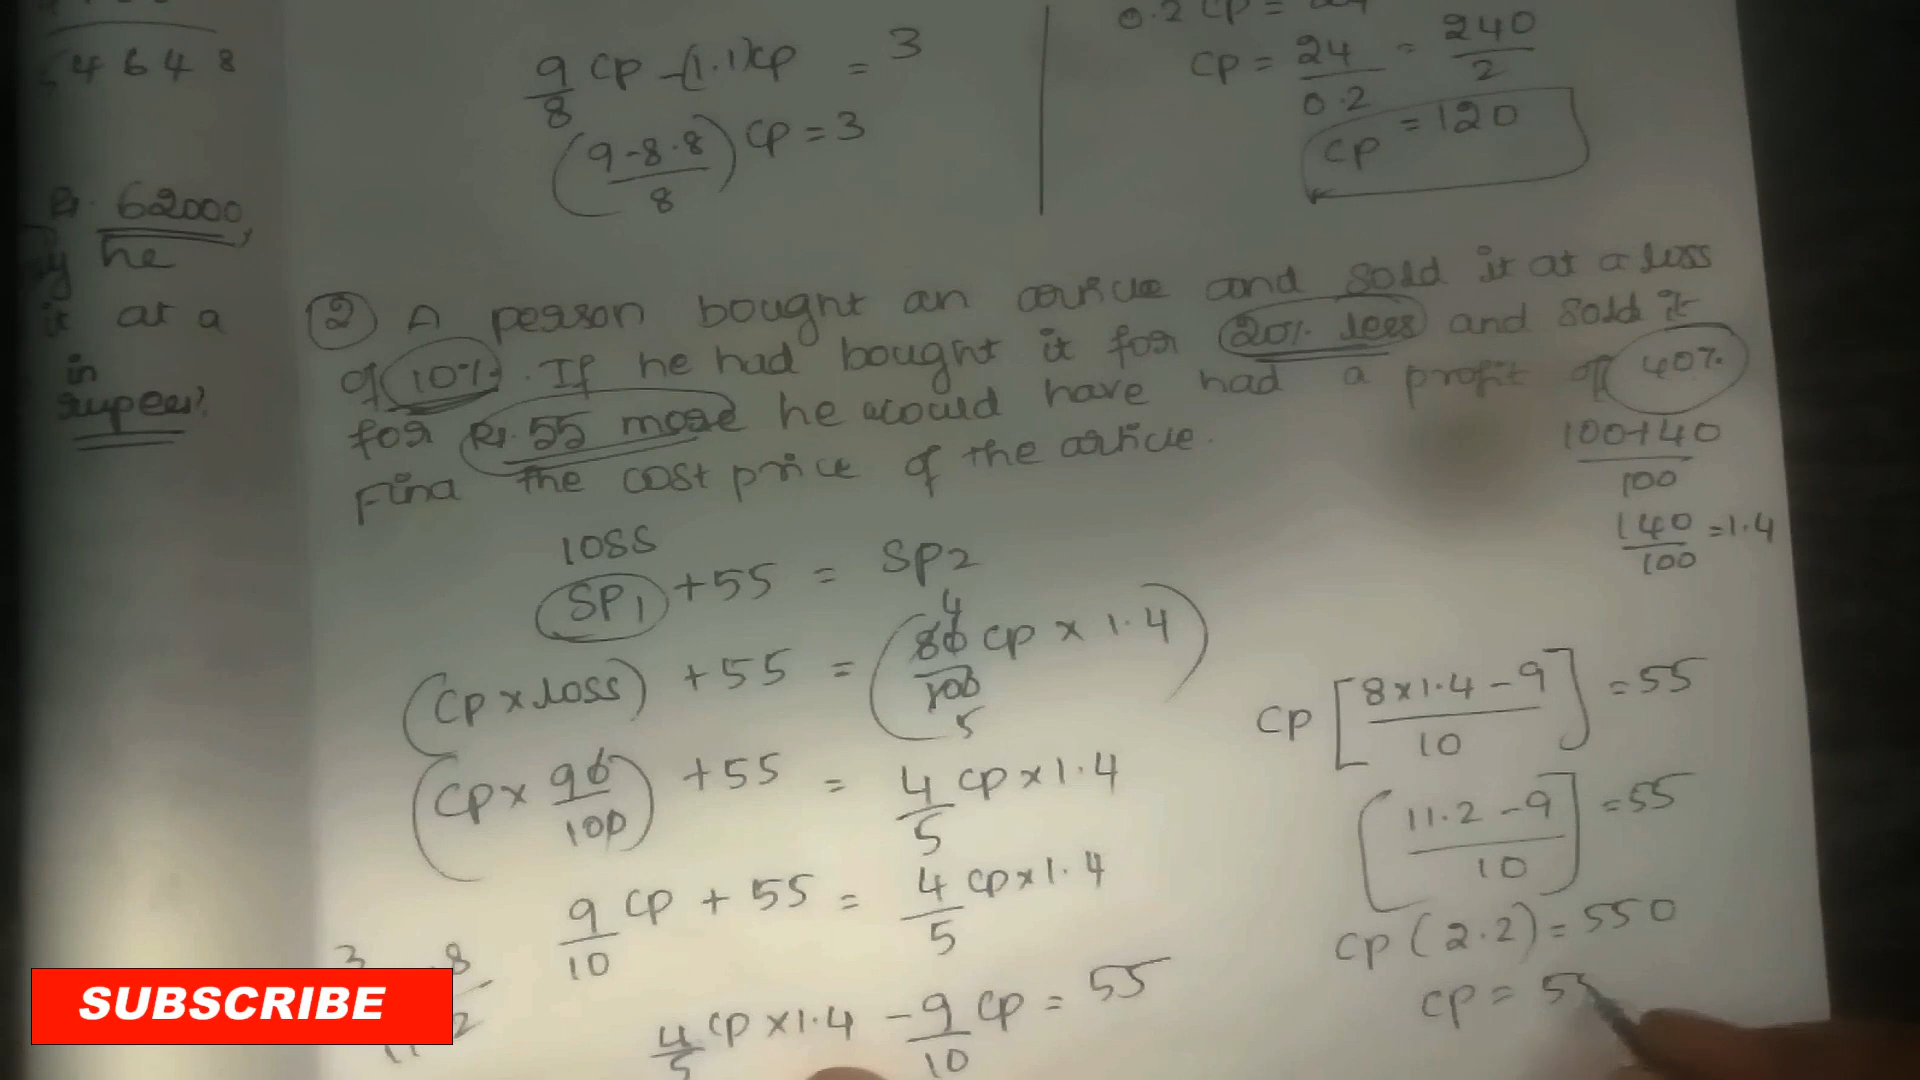 54648
Rs. 62000,
he
it at a
in
rupees?
9/8 CP - (1.1)CP = 3
(9-8.8/8) CP = 3
0.2 CP =
CP = 24/0.2 = 240/2
CP = 120
② A person bought an article and sold it at a loss
of 10%. If he had bought it for 20% less and sold it
for Rs. 55 more he would have had a profit of 40%.
Find the cost price of the article.
100+40/100
140/100 = 1.4
loss
SP1 + 55 = SP2
(CP x loss) + 55 = (80/100 CP x 1.4)
4
5
(CP x 90/100) + 55 = 4/5 CP x 1.4
9/10 CP + 55 = 4/5 CP x 1.4
4/5 CP x 1.4 - 9/10 CP = 55
CP [8x1.4-9/10] = 55
[11.2-9/10] = 55
CP (2.2) = 550
CP = 55
3
8
2
SUBSCRIBE